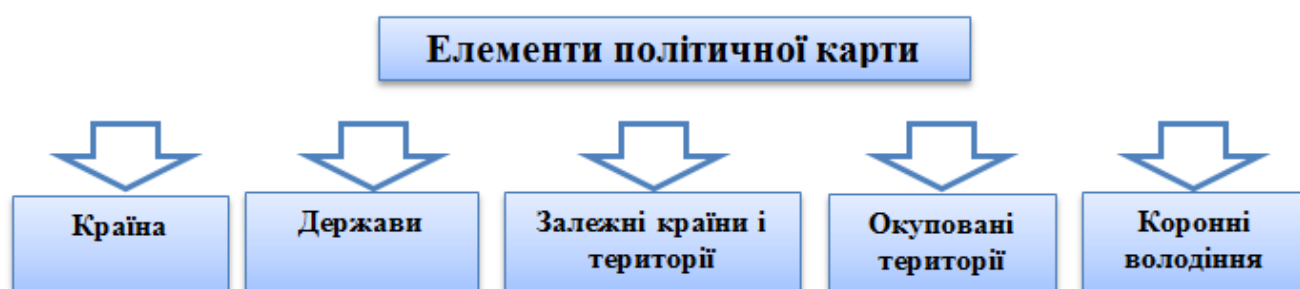 Елементи політичної карти
Країна
Держави
Залежні країни і
території
Окуповані
території
Коронні
володіння